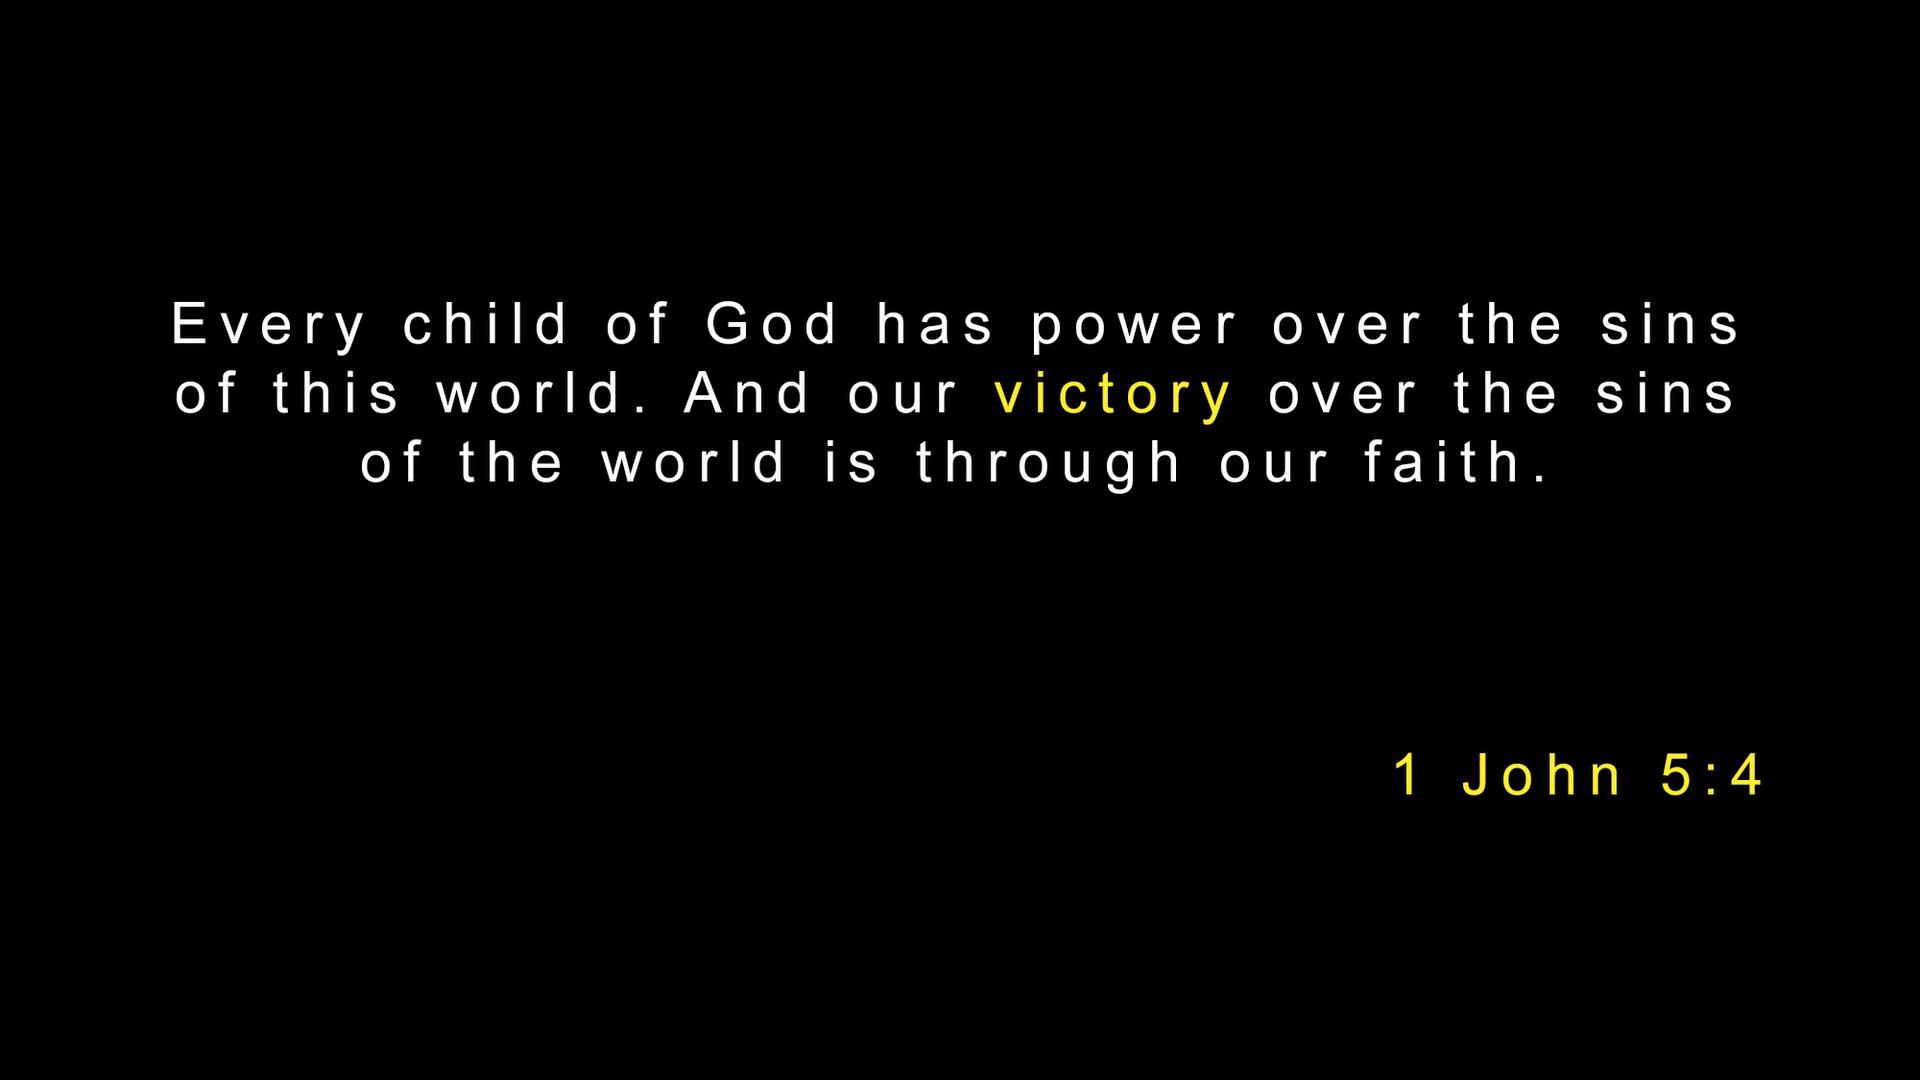 Every child of God has power over the sins
of this world. And our victory over the sins
of the world is through our faith.
1 John 5:4